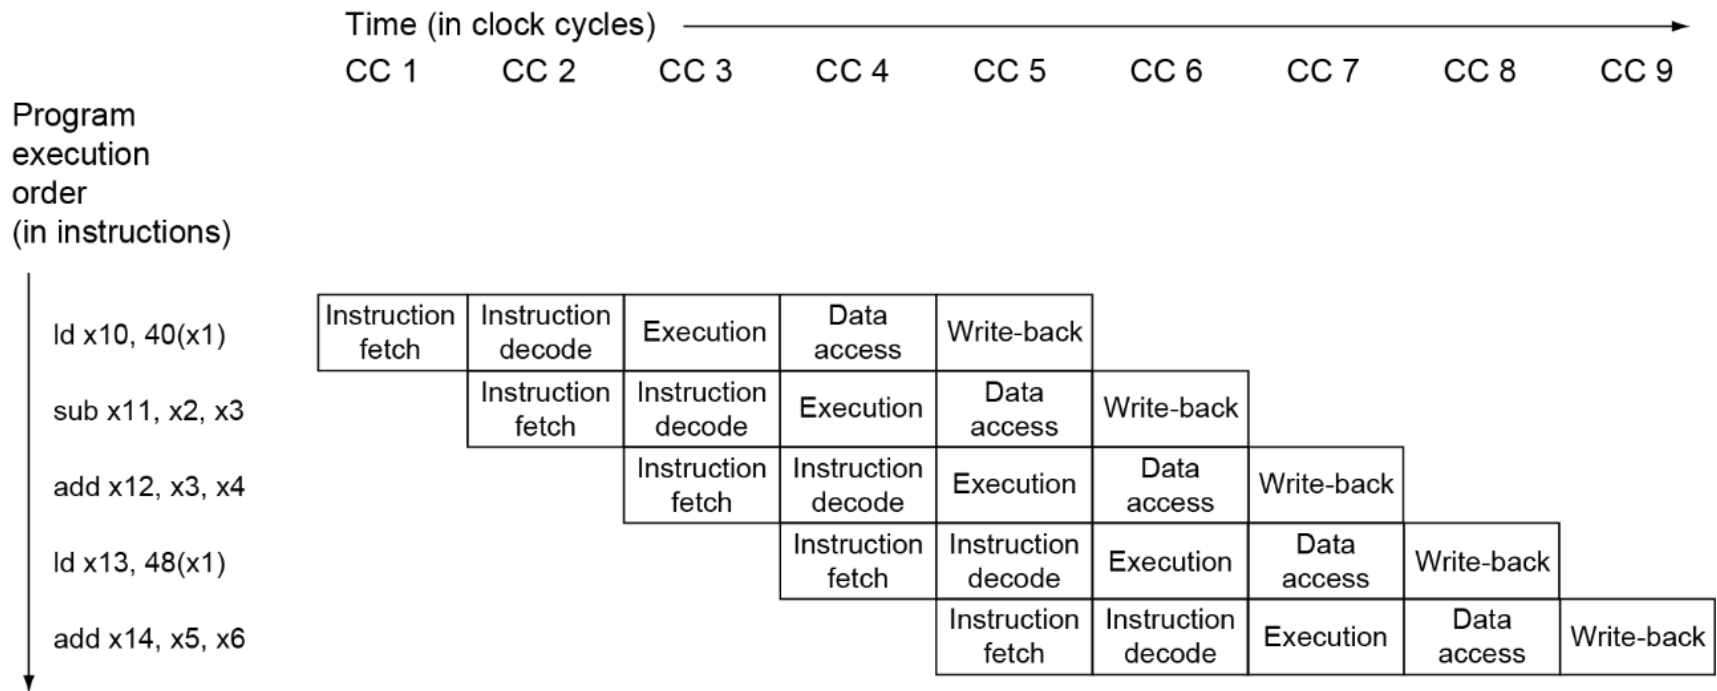 Time (in clock cycles)
CC 1 CC 2 CC 3 CC 4 CC 5 CC 6 CC 7 CC 8 CC 9
Program
execution
order
(in instructions)
ld x10, 40(x1)
Instruction
fetch
Instruction
decode
Execution
Data
access
Write-back
sub x11, x2, x3
Instruction
fetch
Instruction
decode
Execution
Data
access
Write-back
add x12, x3, x4
Instruction
fetch
Instruction
decode
Execution
Data
access
Write-back
ld x13, 48(x1)
Instruction
fetch
Instruction
decode
Execution
Data
access
Write-back
add x14, x5, x6
Instruction
fetch
Instruction
decode
Execution
Data
access
Write-back